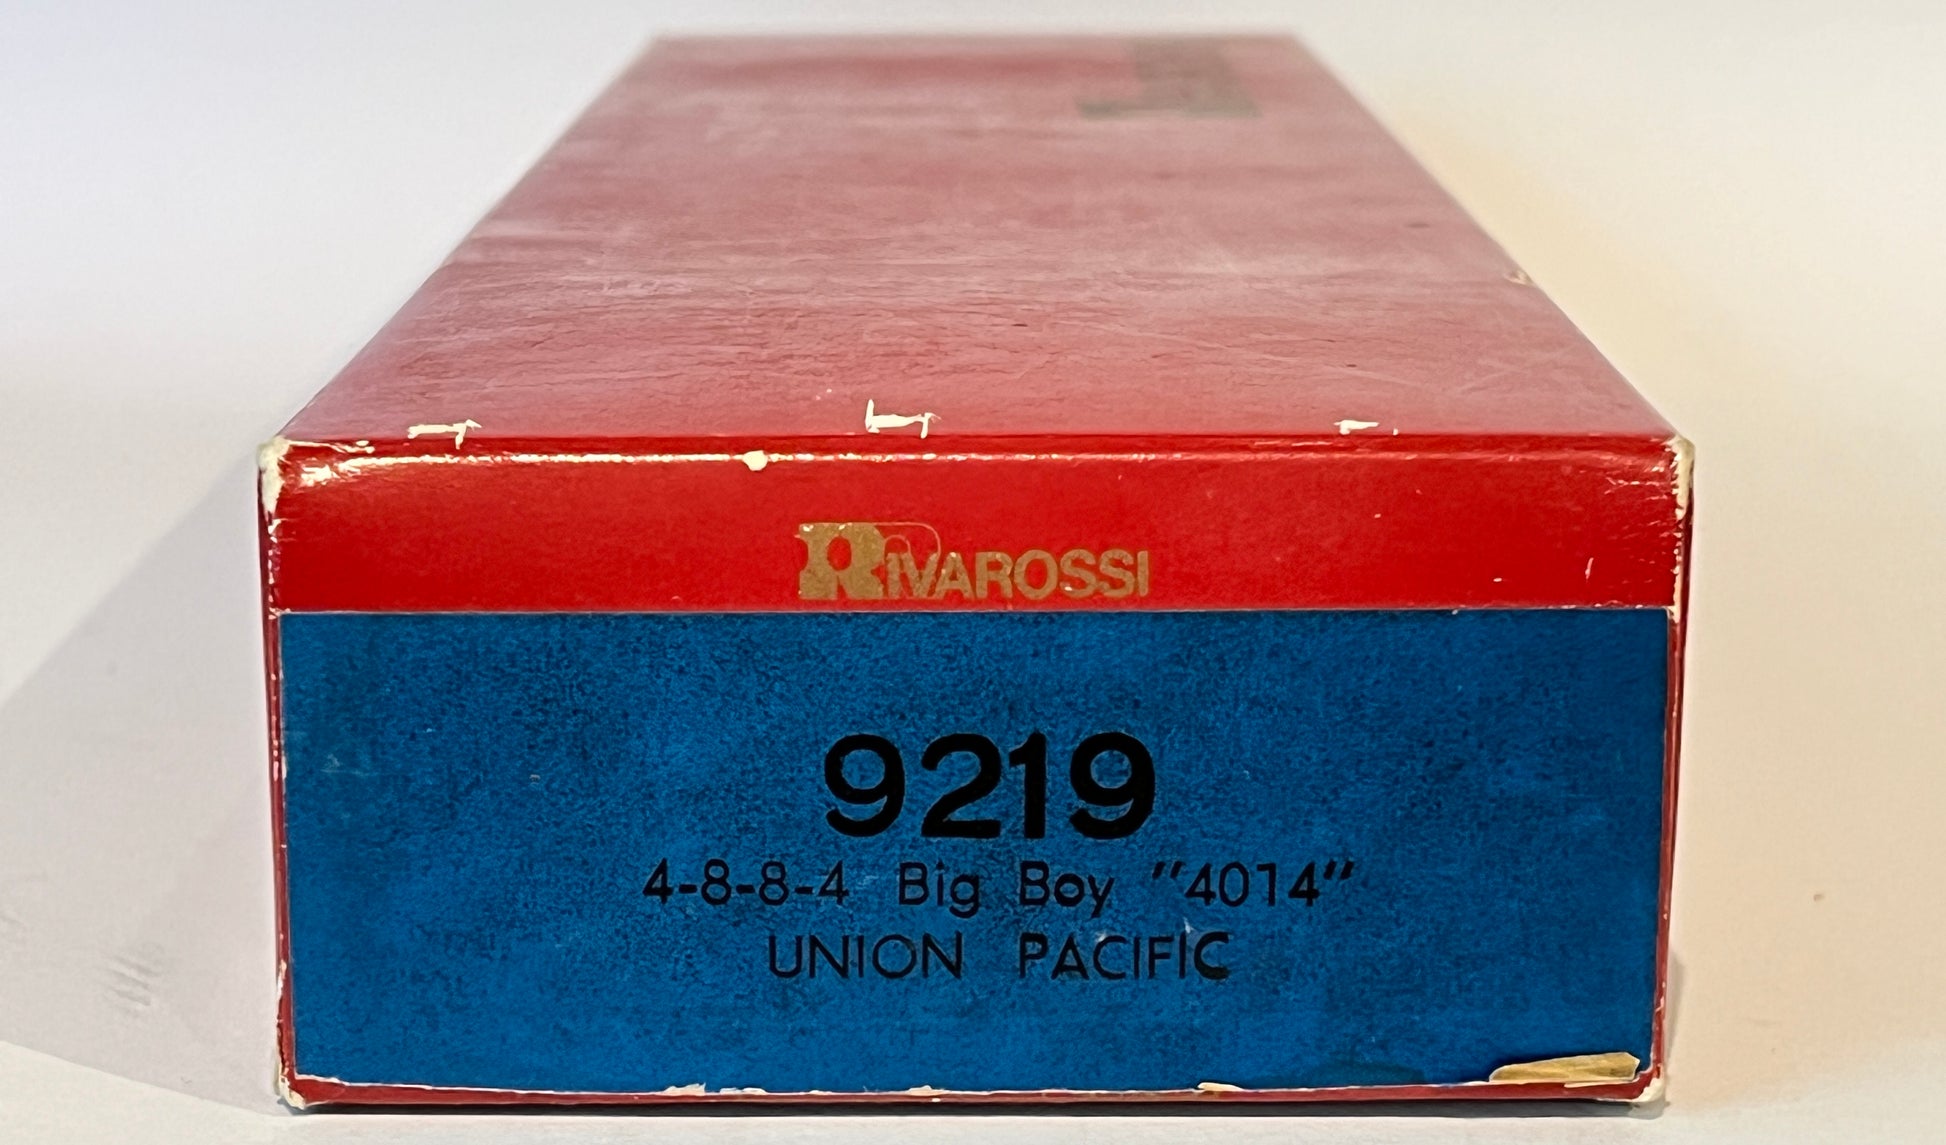 RIVAROSSI
9219
4-8-8-4 Big Boy "4014"
UNION PACIFIC